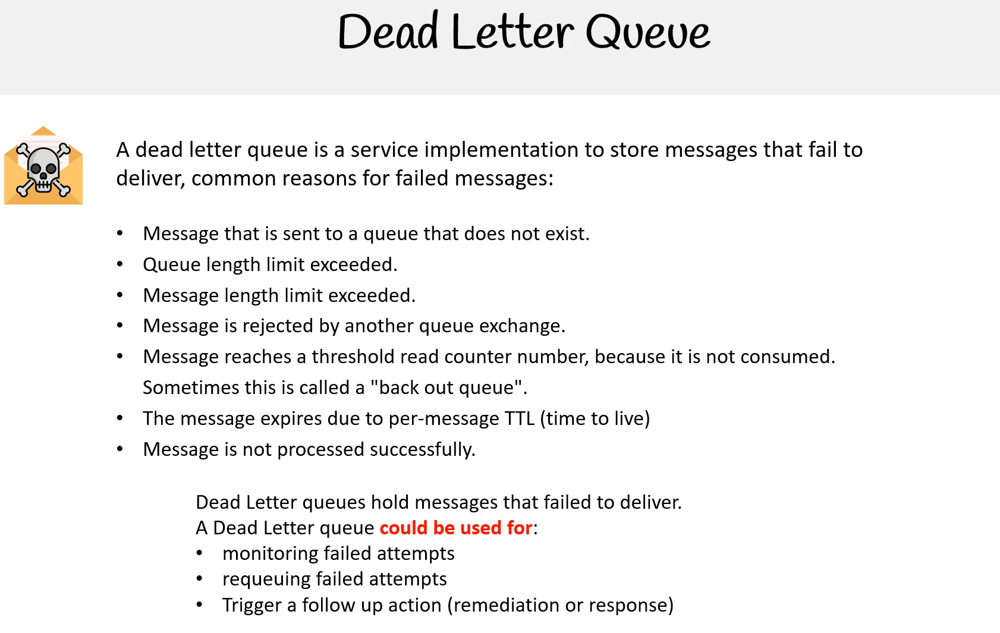 Dead Letter Queue
A dead letter queue is a service implementation to store messages that fail to
deliver, common reasons for failed messages:
• Message that is sent to a queue that does not exist.
• Queue length limit exceeded.
• Message length limit exceeded.
• Message is rejected by another queue exchange.
• Message reaches a threshold read counter number, because it is not consumed.
Sometimes this is called a "back out queue".
• The message expires due to per-message TTL (time to live)
• Message is not processed successfully.
Dead Letter queues hold messages that failed to deliver.
A Dead Letter queue could be used for:
• monitoring failed attempts
• requeuing failed attempts
• Trigger a follow up action (remediation or response)